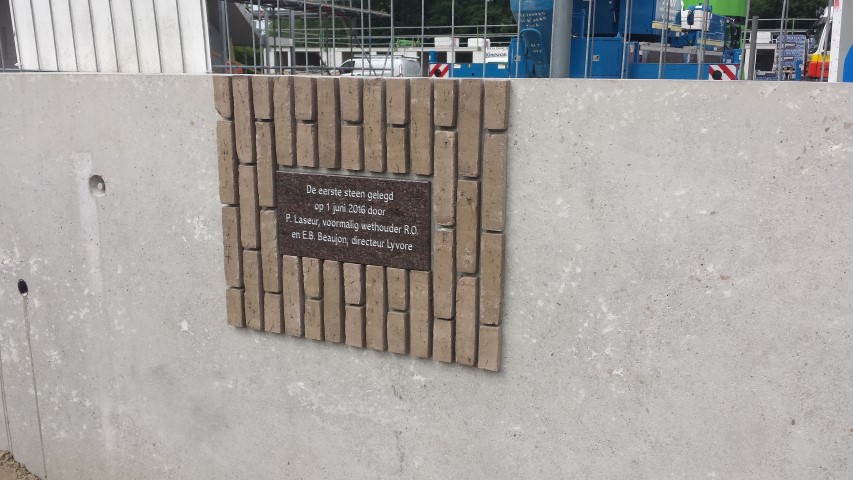 De eerste steen gelegd
op 1 juni 2016 door
P. Laseur, voormalig wethouder R.O.
en E.B. Beaujon, directeur Lyvore